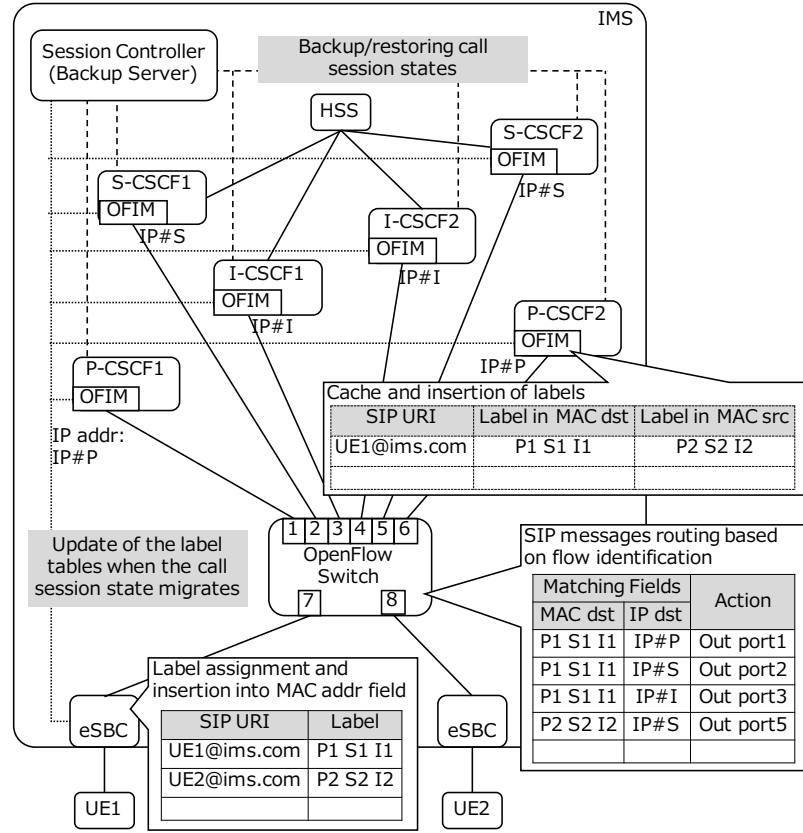 IMS
Session Controller
(Backup Server)
Backup/restoring call
session states
HSS
S-CSCF2
OFIM
IP#S
S-CSCF1
OFIM
IP#S
I-CSCF2
OFIM
IP#I
I-CSCF1
OFIM
IP#I
P-CSCF2
OFIM
IP#P
P-CSCF1
OFIM
IP addr:
IP#P
Cache and insertion of labels
SIP URI Label in MAC dst Label in MAC src
UE1@ims.com P1 S1 I1 P2 S2 I2
1 2 3 4 5 6
OpenFlow
Switch
7 8
Update of the label
tables when the call
session state migrates
SIP messages routing based
on flow identification
Matching Fields Action
MAC dst IP dst
P1 S1 I1 IP#P Out port1
P1 S1 I1 IP#S Out port2
P1 S1 I1 IP#I Out port3
P2 S2 I2 IP#S Out port5
Label assignment and
insertion into MAC addr field
SIP URI Label
UE1@ims.com P1 S1 I1
UE2@ims.com P2 S2 I2
eSBC
eSBC
UE1
UE2